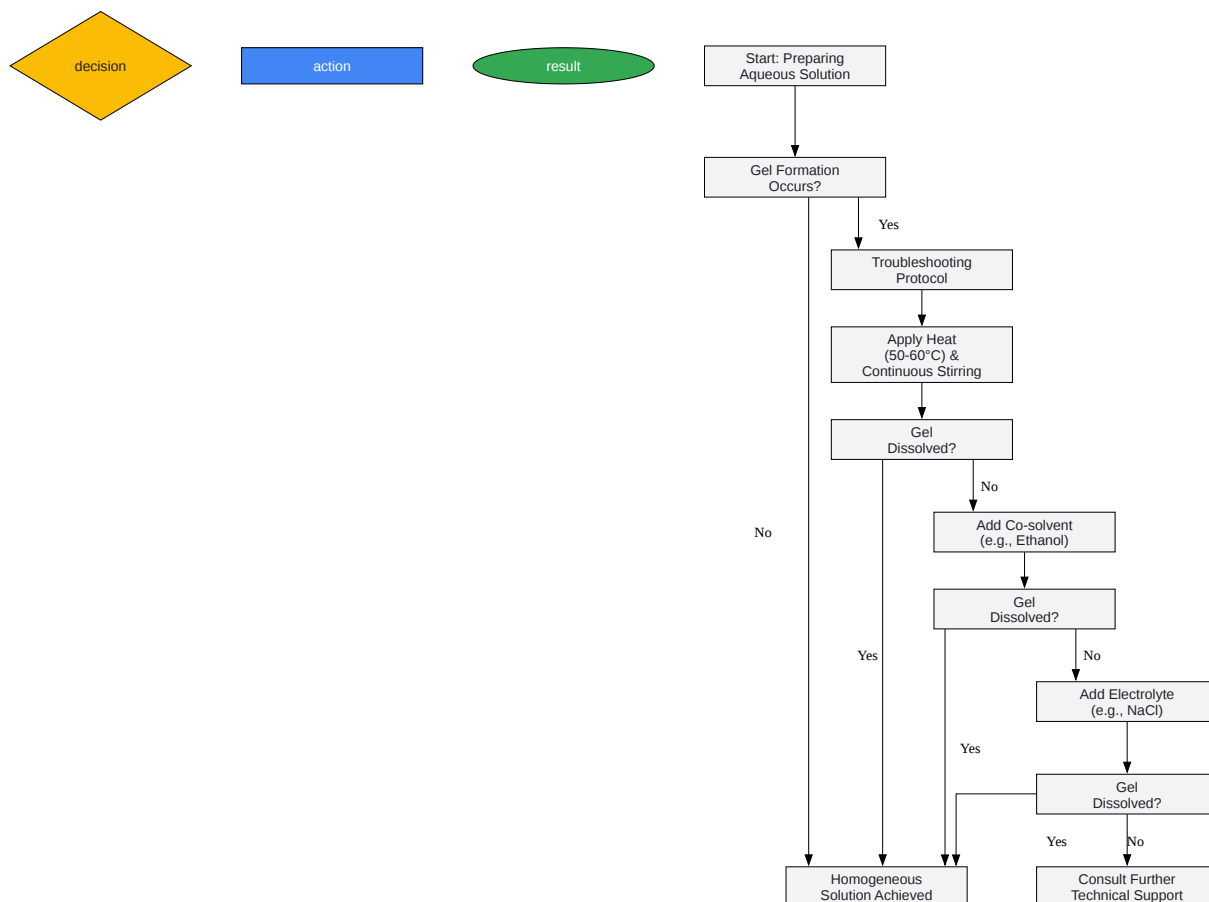 decision
action
result
Start: Preparing
Aqueous Solution
Gel Formation
Occurs?
Yes
Troubleshooting
Protocol
Apply Heat
(50-60°C) &
Continuous Stirring
Gel
Dissolved?
No
No
Add Co-solvent
(e.g., Ethanol)
Gel
Dissolved?
Yes
No
Add Electrolyte
(e.g., NaCl)
Yes
Gel
Dissolved?
Yes
No
Homogeneous
Solution Achieved
Consult Further
Technical Support